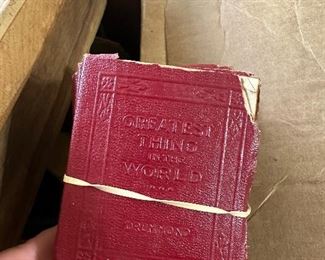 GREATEST
THING
IN THE
WORLD
DRUMMOND